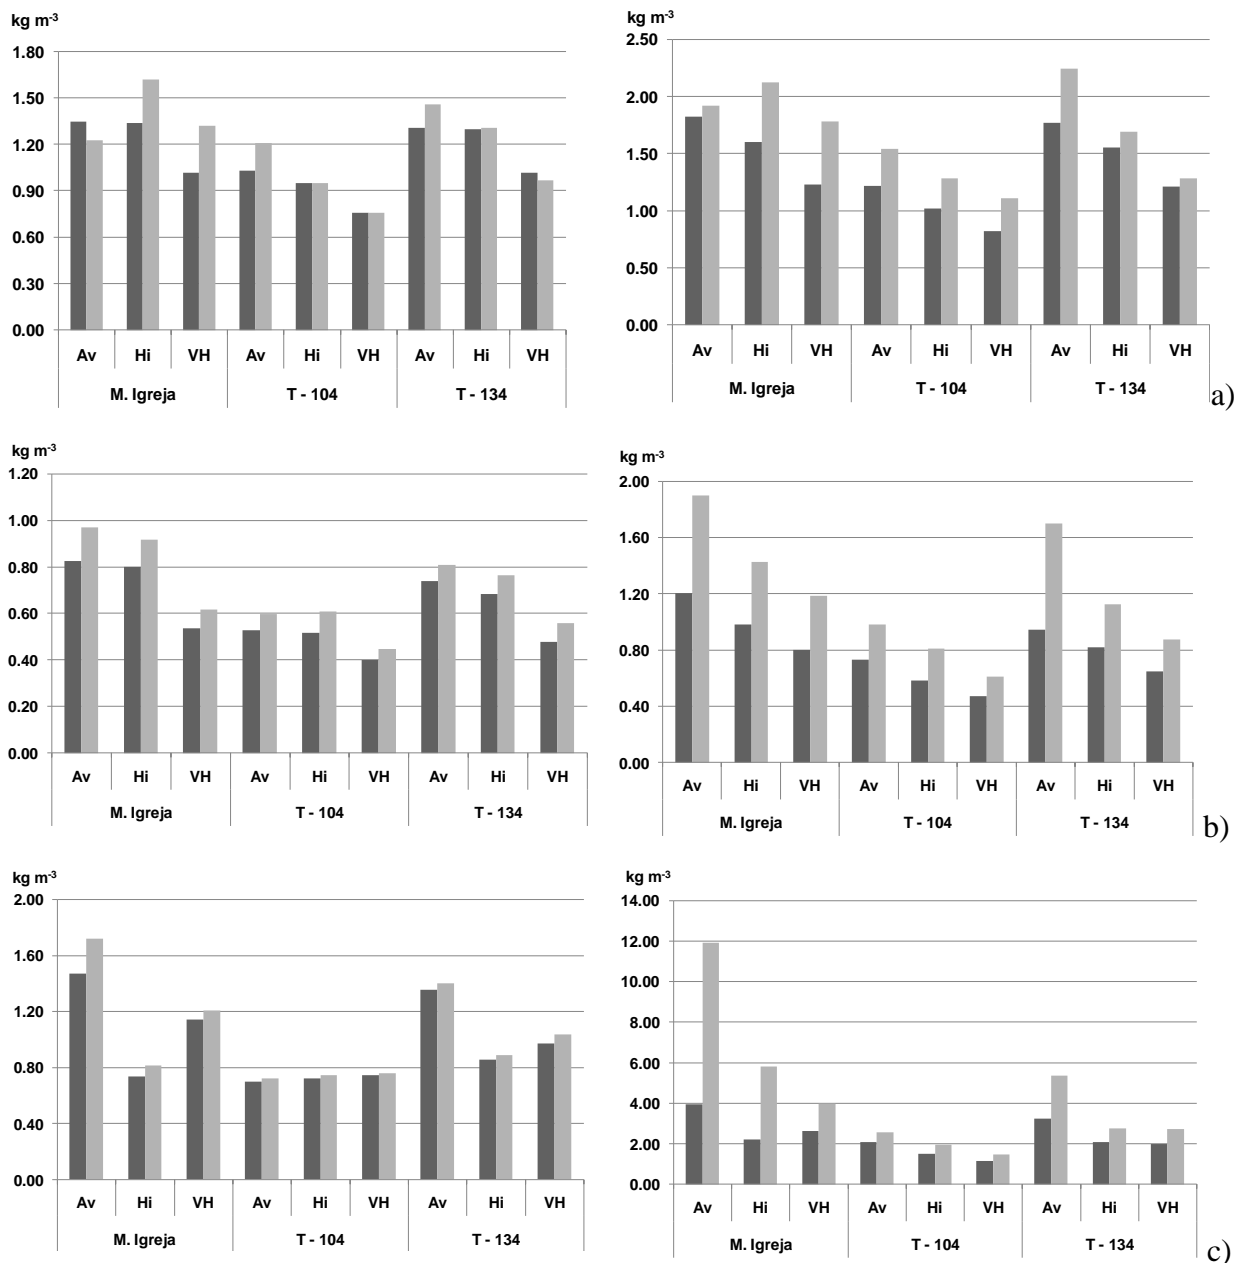 kg m-3
1.80
1.50
1.20
0.90
0.60
0.30
0.00
Av Hi VH Av Hi VH Av Hi VH
M. Igreja T - 104 T - 134
kg m-3
2.50
2.00
1.50
1.00
0.50
0.00
Av Hi VH Av Hi VH Av Hi VH
M. Igreja T - 104 T - 134
a)
kg m-3
1.20
1.00
0.80
0.60
0.40
0.20
0.00
Av Hi VH Av Hi VH Av Hi VH
M. Igreja T - 104 T - 134
kg m-3
2.00
1.60
1.20
0.80
0.40
0.00
Av Hi VH Av Hi VH Av Hi VH
M. Igreja T - 104 T - 134
b)
kg m-3
2.00
1.60
1.20
0.80
0.40
0.00
Av Hi VH Av Hi VH Av Hi VH
M. Igreja T - 104 T - 134
kg m-3
14.00
12.00
10.00
8.00
6.00
4.00
2.00
0.00
Av Hi VH Av Hi VH Av Hi VH
M. Igreja T - 104 T - 134
c)